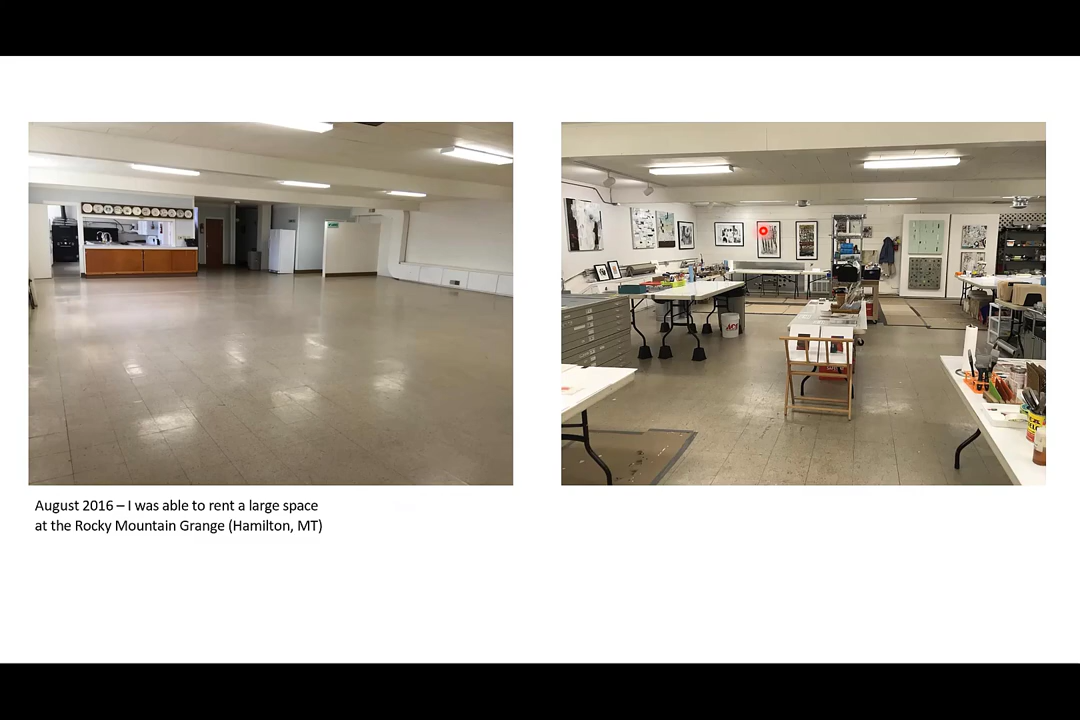 August 2016 – I was able to rent a large space
at the Rocky Mountain Grange (Hamilton, MT)